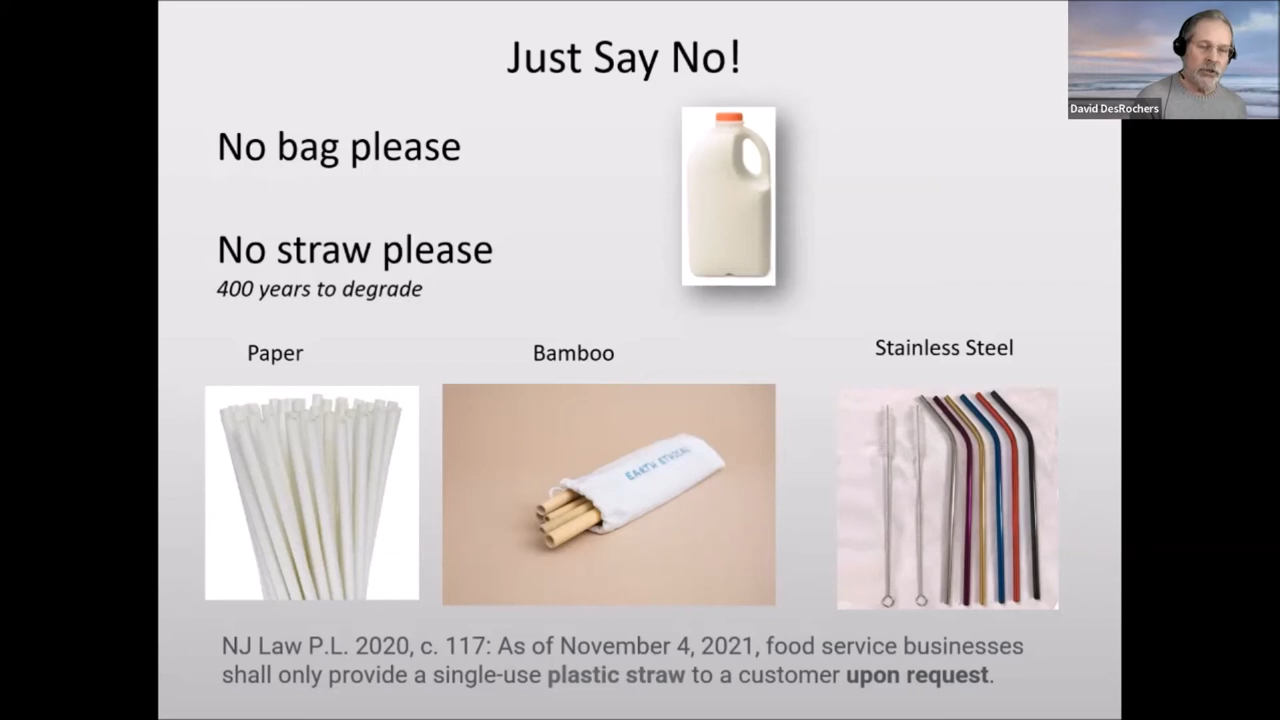 Just Say No!
David DesRochers
No bag please
No straw please
400 years to degrade
Paper
Bamboo
Stainless Steel
EARTH ETHICAL
NJ Law P.L. 2020, c. 117: As of November 4, 2021, food service businesses
shall only provide a single-use plastic straw to a customer upon request.